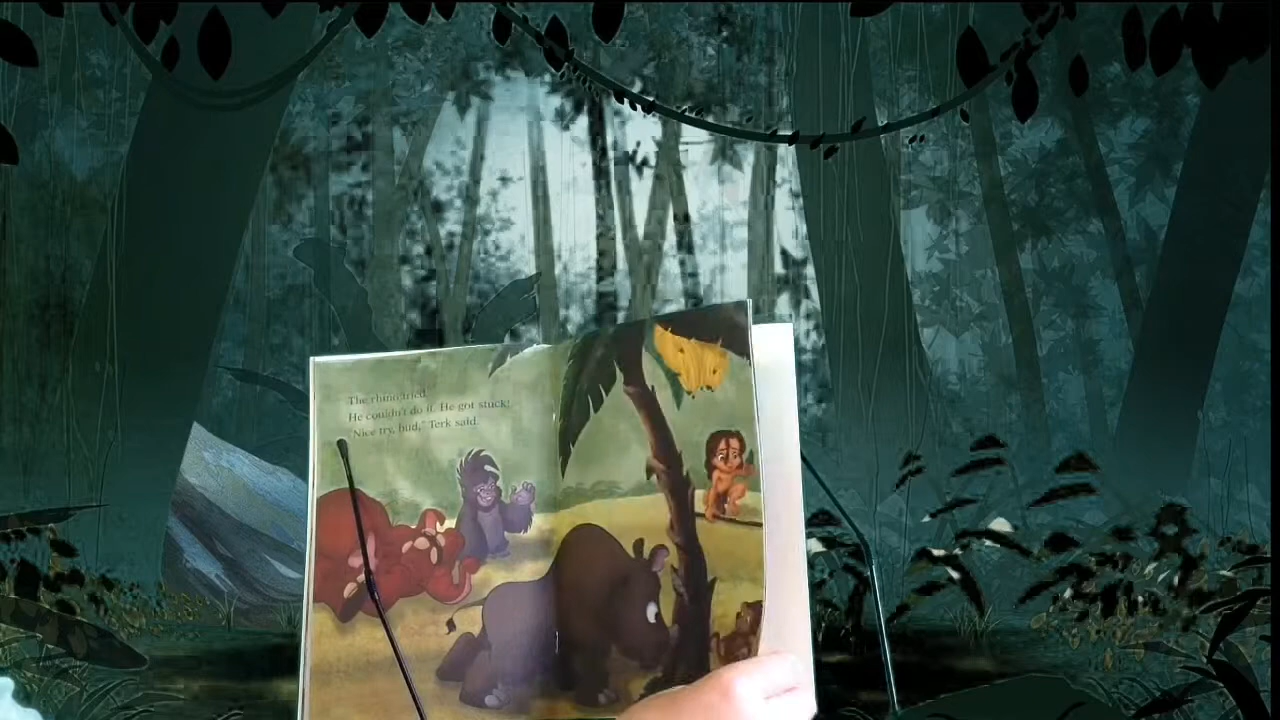 The rhino tried.
He couldn't do it. He got stuck!
"Nice try, bud," Terk said.